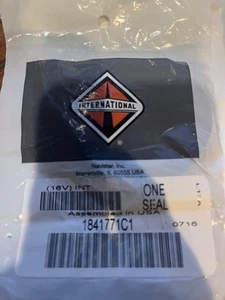 INTERNATIONAL
Navistar, Inc.
Warrenville, IL 60555 USA
(16V) INT
ONE
SEAL
Assembled in USA
1841771C1
0716